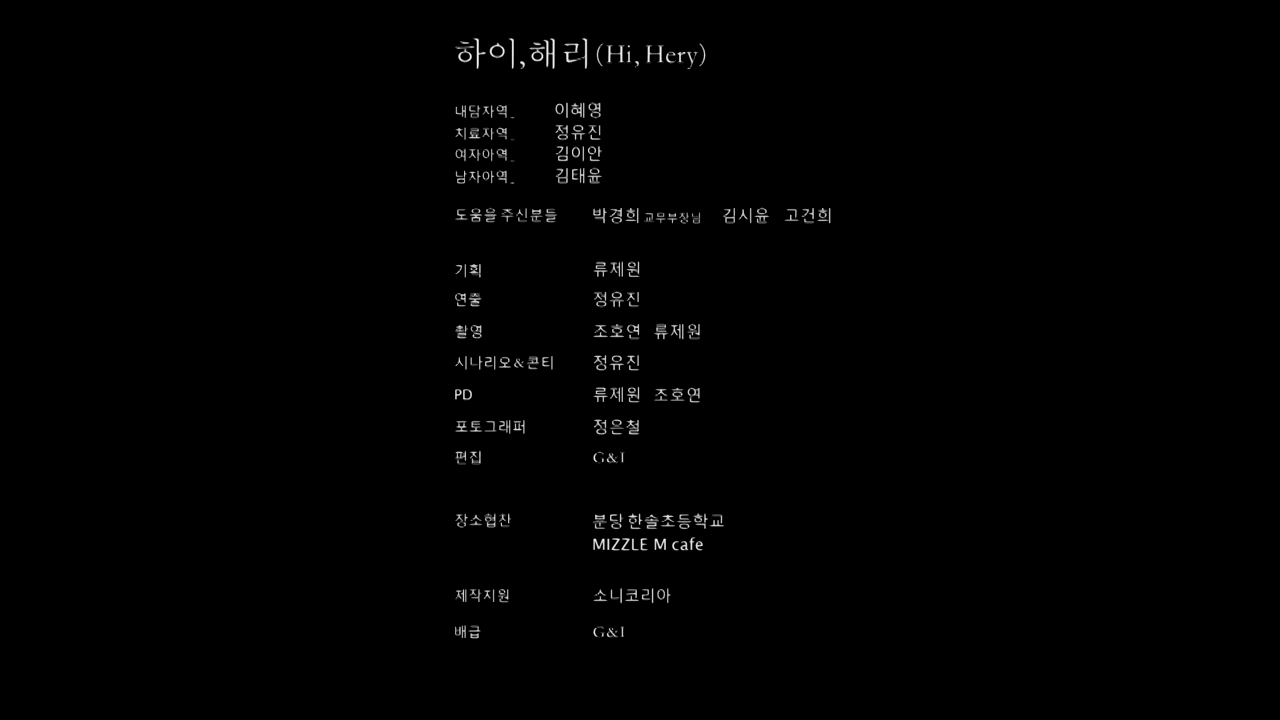 하이,해리(Hi, Hery)
내담자역_ 이혜영
치료자역_ 정유진
여자아역_ 김이안
남자아역_ 김태윤
도움을 주신분들 박경희 교무부장님 김시윤 고건희
기획 류제원
연출 정유진
촬영 조호연 류제원
시나리오&콘티 정유진
PD 류제원 조호연
포토그래퍼 정은철
편집 G&I
장소협찬 분당 한솔초등학교
MIZZLE M cafe
제작지원 소니코리아
배급 G&I